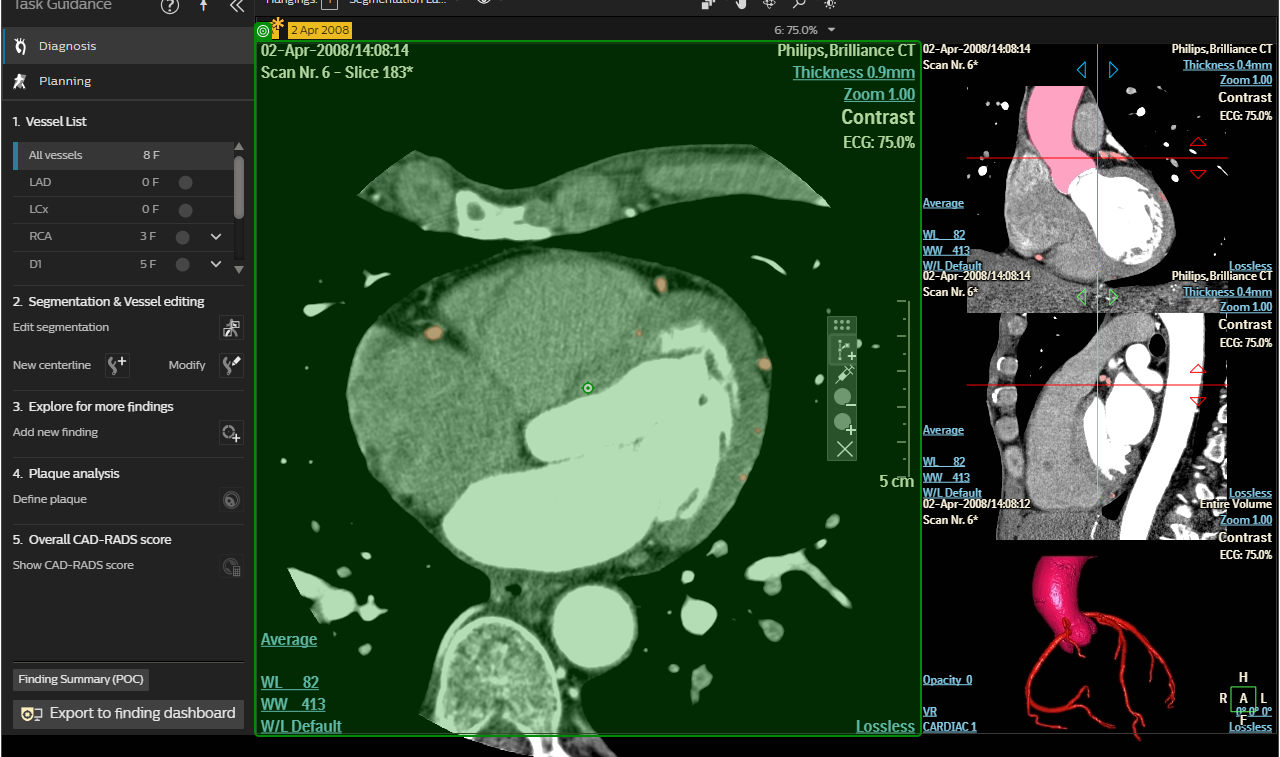 Task Guidance
Diagnosis
Planning
1. Vessel List
All vessels 8 F
LAD 0 F
LCx 0 F
RCA 3 F
D1 5 F
2. Segmentation & Vessel editing
Edit segmentation
New centerline Modify
3. Explore for more findings
Add new finding
4. Plaque analysis
Define plaque
5. Overall CAD-RADS score
Show CAD-RADS score
Finding Summary (POC)
Export to finding dashboard
Hangings: 1 Segmentation La...
2 Apr 2008
6: 75.0%
02-Apr-2008/14:08:14
Scan Nr. 6 - Slice 183*
Philips,Brilliance CT
Thickness 0.9mm
Zoom 1.00
Contrast
ECG: 75.0%
5 cm
Average
WL 82
WW 413
W/L Default
Lossless
02-Apr-2008/14:08:14
Scan Nr. 6*
Philips,Brilliance CT
Thickness 0.4mm
Zoom 1.00
Contrast
ECG: 75.0%
Average
WL 82
WW 413
W/L Default
Lossless
02-Apr-2008/14:08:14
Scan Nr. 6*
Philips,Brilliance CT
Thickness 0.4mm
Zoom 1.00
Contrast
ECG: 75.0%
Average
WL 82
WW 413
W/L Default
Lossless
02-Apr-2008/14:08:12
Scan Nr. 6*
Entire Volume
Zoom 1.00
Contrast
ECG: 75.0%
Opacity 0
VR
CARDIAC1
H
R A L
F
0° 0° 0°
Lossless